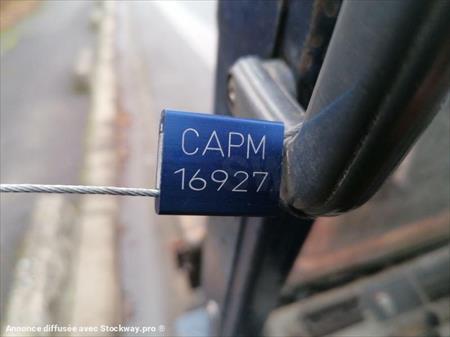 CAPM
16927
Annonce diffusée avec Stockway.pro ®